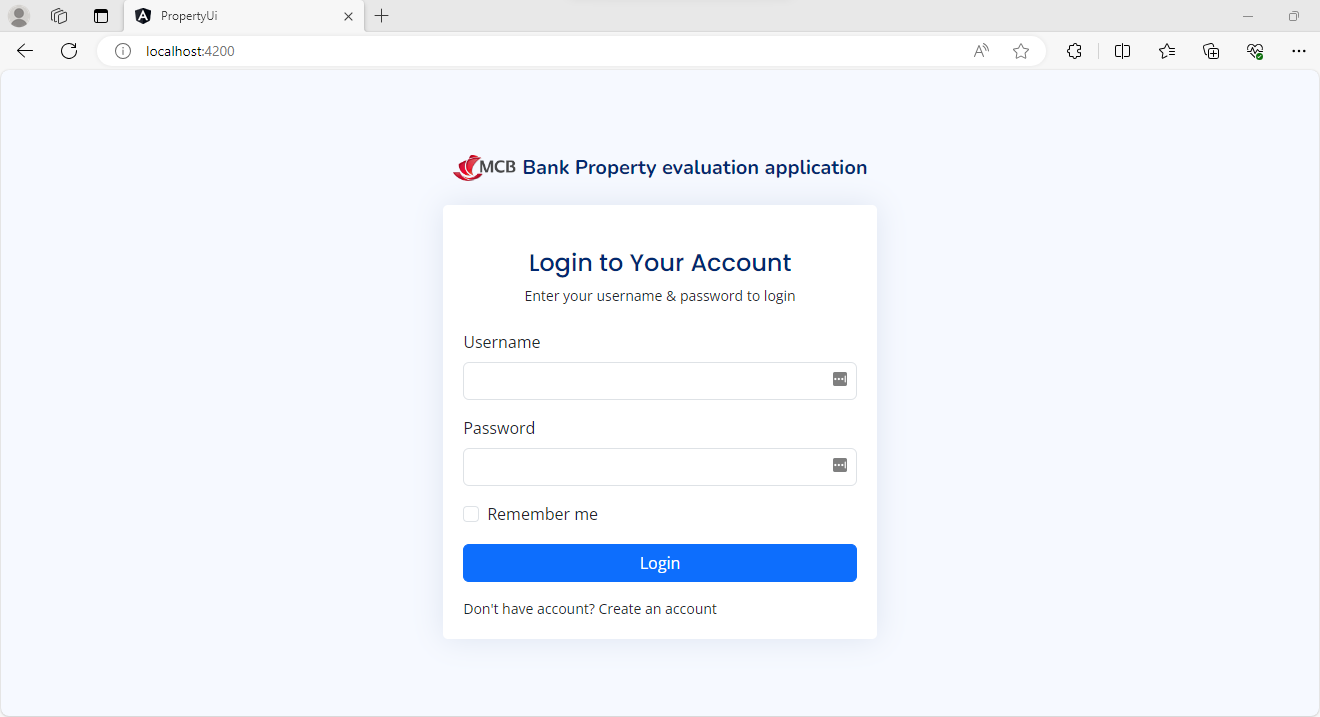 PropertyUi
localhost:4200
MCB Bank Property evaluation application
Login to Your Account
Enter your username & password to login
Username
Password
Remember me
Login
Don't have account? Create an account